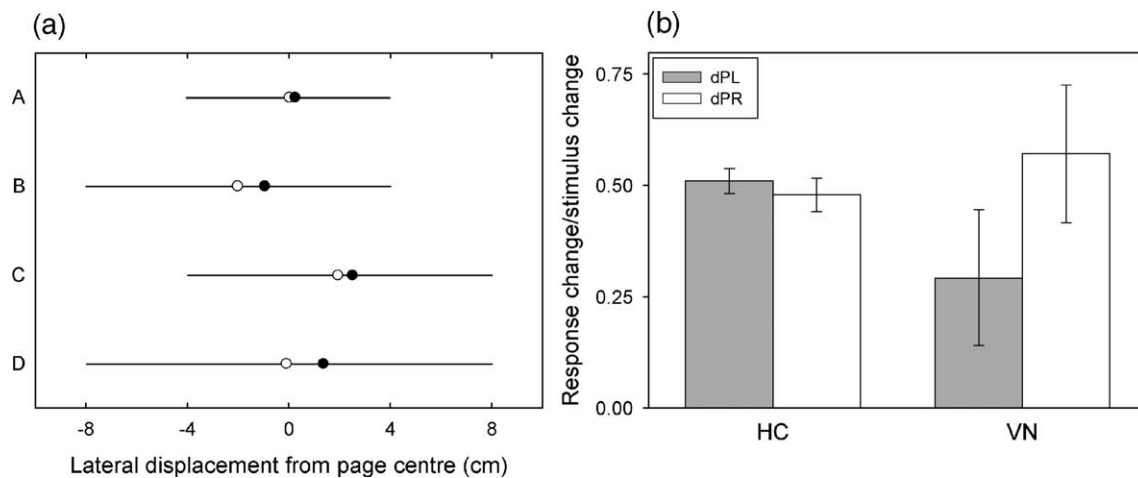 (a)
A
B
C
D
-8 -4 0 4 8
Lateral displacement from page centre (cm)
(b)
Response change/stimulus change
0.75
0.50
0.25
0.00
dPL
dPR
HC VN